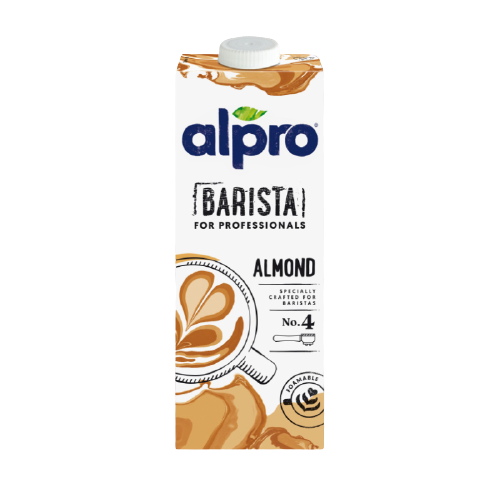 alpro®
BARISTA
FOR PROFESSIONALS
ALMOND
SPECIALLY
CRAFTED FOR
BARISTAS
No.4
FOAMABLE